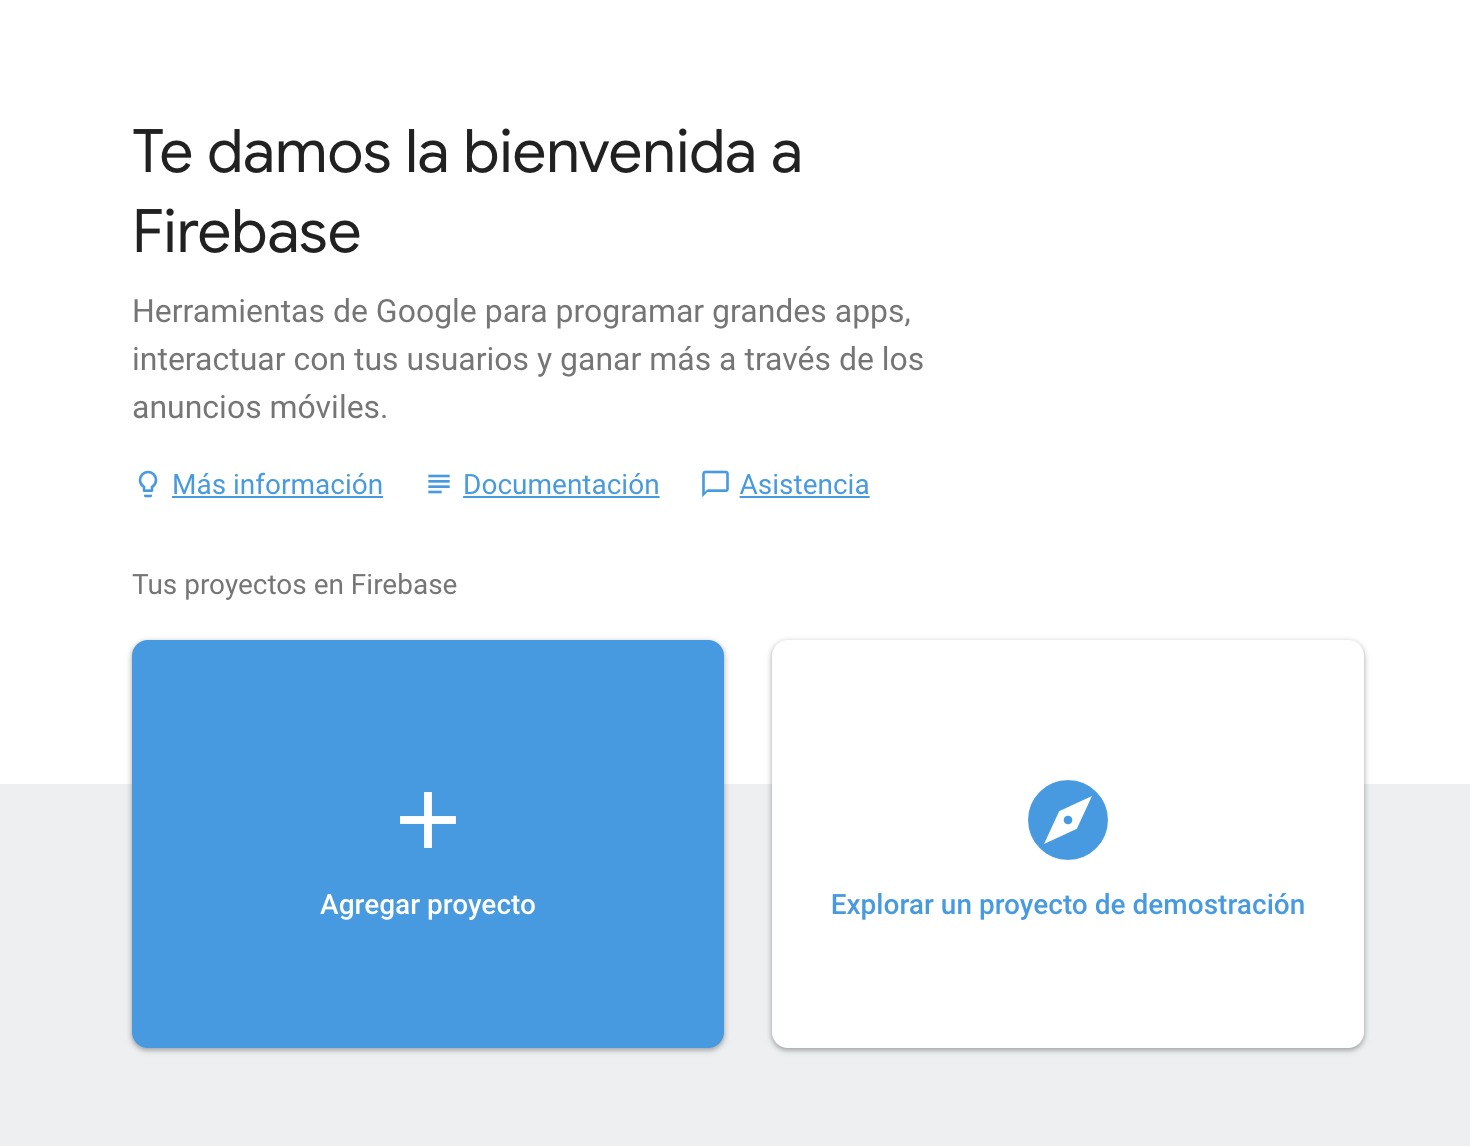 Te damos la bienvenida a
Firebase
Herramientas de Google para programar grandes apps,
interactuar con tus usuarios y ganar más a través de los
anuncios móviles.
Más información Documentación Asistencia
Tus proyectos en Firebase
Agregar proyecto
Explorar un proyecto de demostración